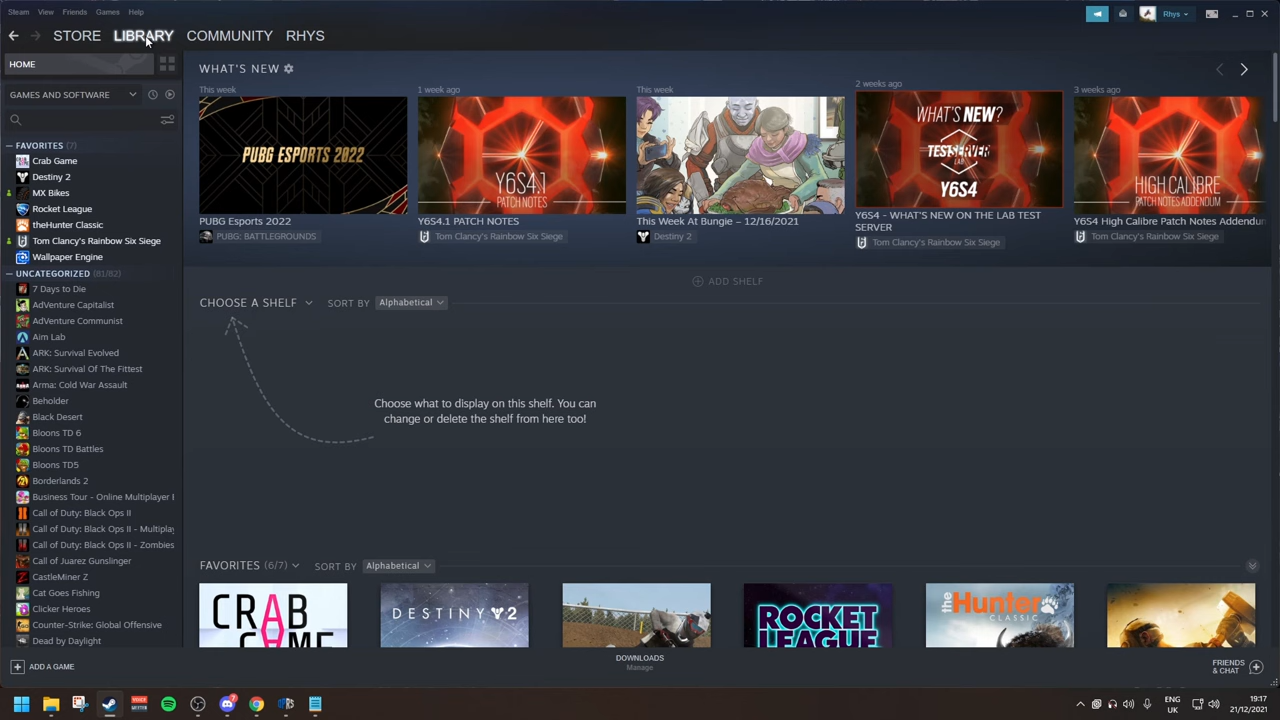 Steam View Friends Games Help
Rhys
STORE LIBRARY COMMUNITY RHYS
HOME
GAMES AND SOFTWARE
FAVORITES (7)
Crab Game
Destiny 2
MX Bikes
Rocket League
theHunter Classic
Tom Clancy's Rainbow Six Siege
Wallpaper Engine
UNCATEGORIZED (81/82)
7 Days to Die
AdVenture Capitalist
AdVenture Communist
Aim Lab
ARK: Survival Evolved
ARK: Survival Of The Fittest
Arma: Cold War Assault
Beholder
Black Desert
Bloons TD 6
Bloons TD Battles
Bloons TD5
Borderlands 2
Business Tour - Online Multiplayer
Call of Duty: Black Ops II
Call of Duty: Black Ops II - Multiplay
Call of Duty: Black Ops II - Zombies
Call of Juarez Gunslinger
CastleMiner Z
Cat Goes Fishing
Clicker Heroes
Counter-Strike: Global Offensive
Dead by Daylight
ADD A GAME
WHAT'S NEW
This week
PUBG ESPORTS 2022
PUBG Esports 2022
PUBG: BATTLEGROUNDS
1 week ago
Y6S4.1
PATCH NOTES
Y6S4.1 PATCH NOTES
Tom Clancy's Rainbow Six Siege
This week
This Week At Bungie – 12/16/2021
Destiny 2
2 weeks ago
WHAT'S NEW?
TESTSERVER
LAB
Y6S4
Y6S4 - WHAT'S NEW ON THE LAB TEST
SERVER
Tom Clancy's Rainbow Six Siege
3 weeks ago
HIGH CALIBRE
PATCH NOTES ADDENDUM
Y6S4 High Calibre Patch Notes Addendum
Tom Clancy's Rainbow Six Siege
ADD SHELF
CHOOSE A SHELF SORT BY Alphabetical
Choose what to display on this shelf. You can
change or delete the shelf from here too!
FAVORITES (6/7) SORT BY Alphabetical
CRAB
GAME
DESTINY 2
ROCKET
LEAGUE
theHunter
CLASSIC
DOWNLOADS
Manage
FRIENDS
& CHAT
7
ENG
UK
19:17
21/12/2021